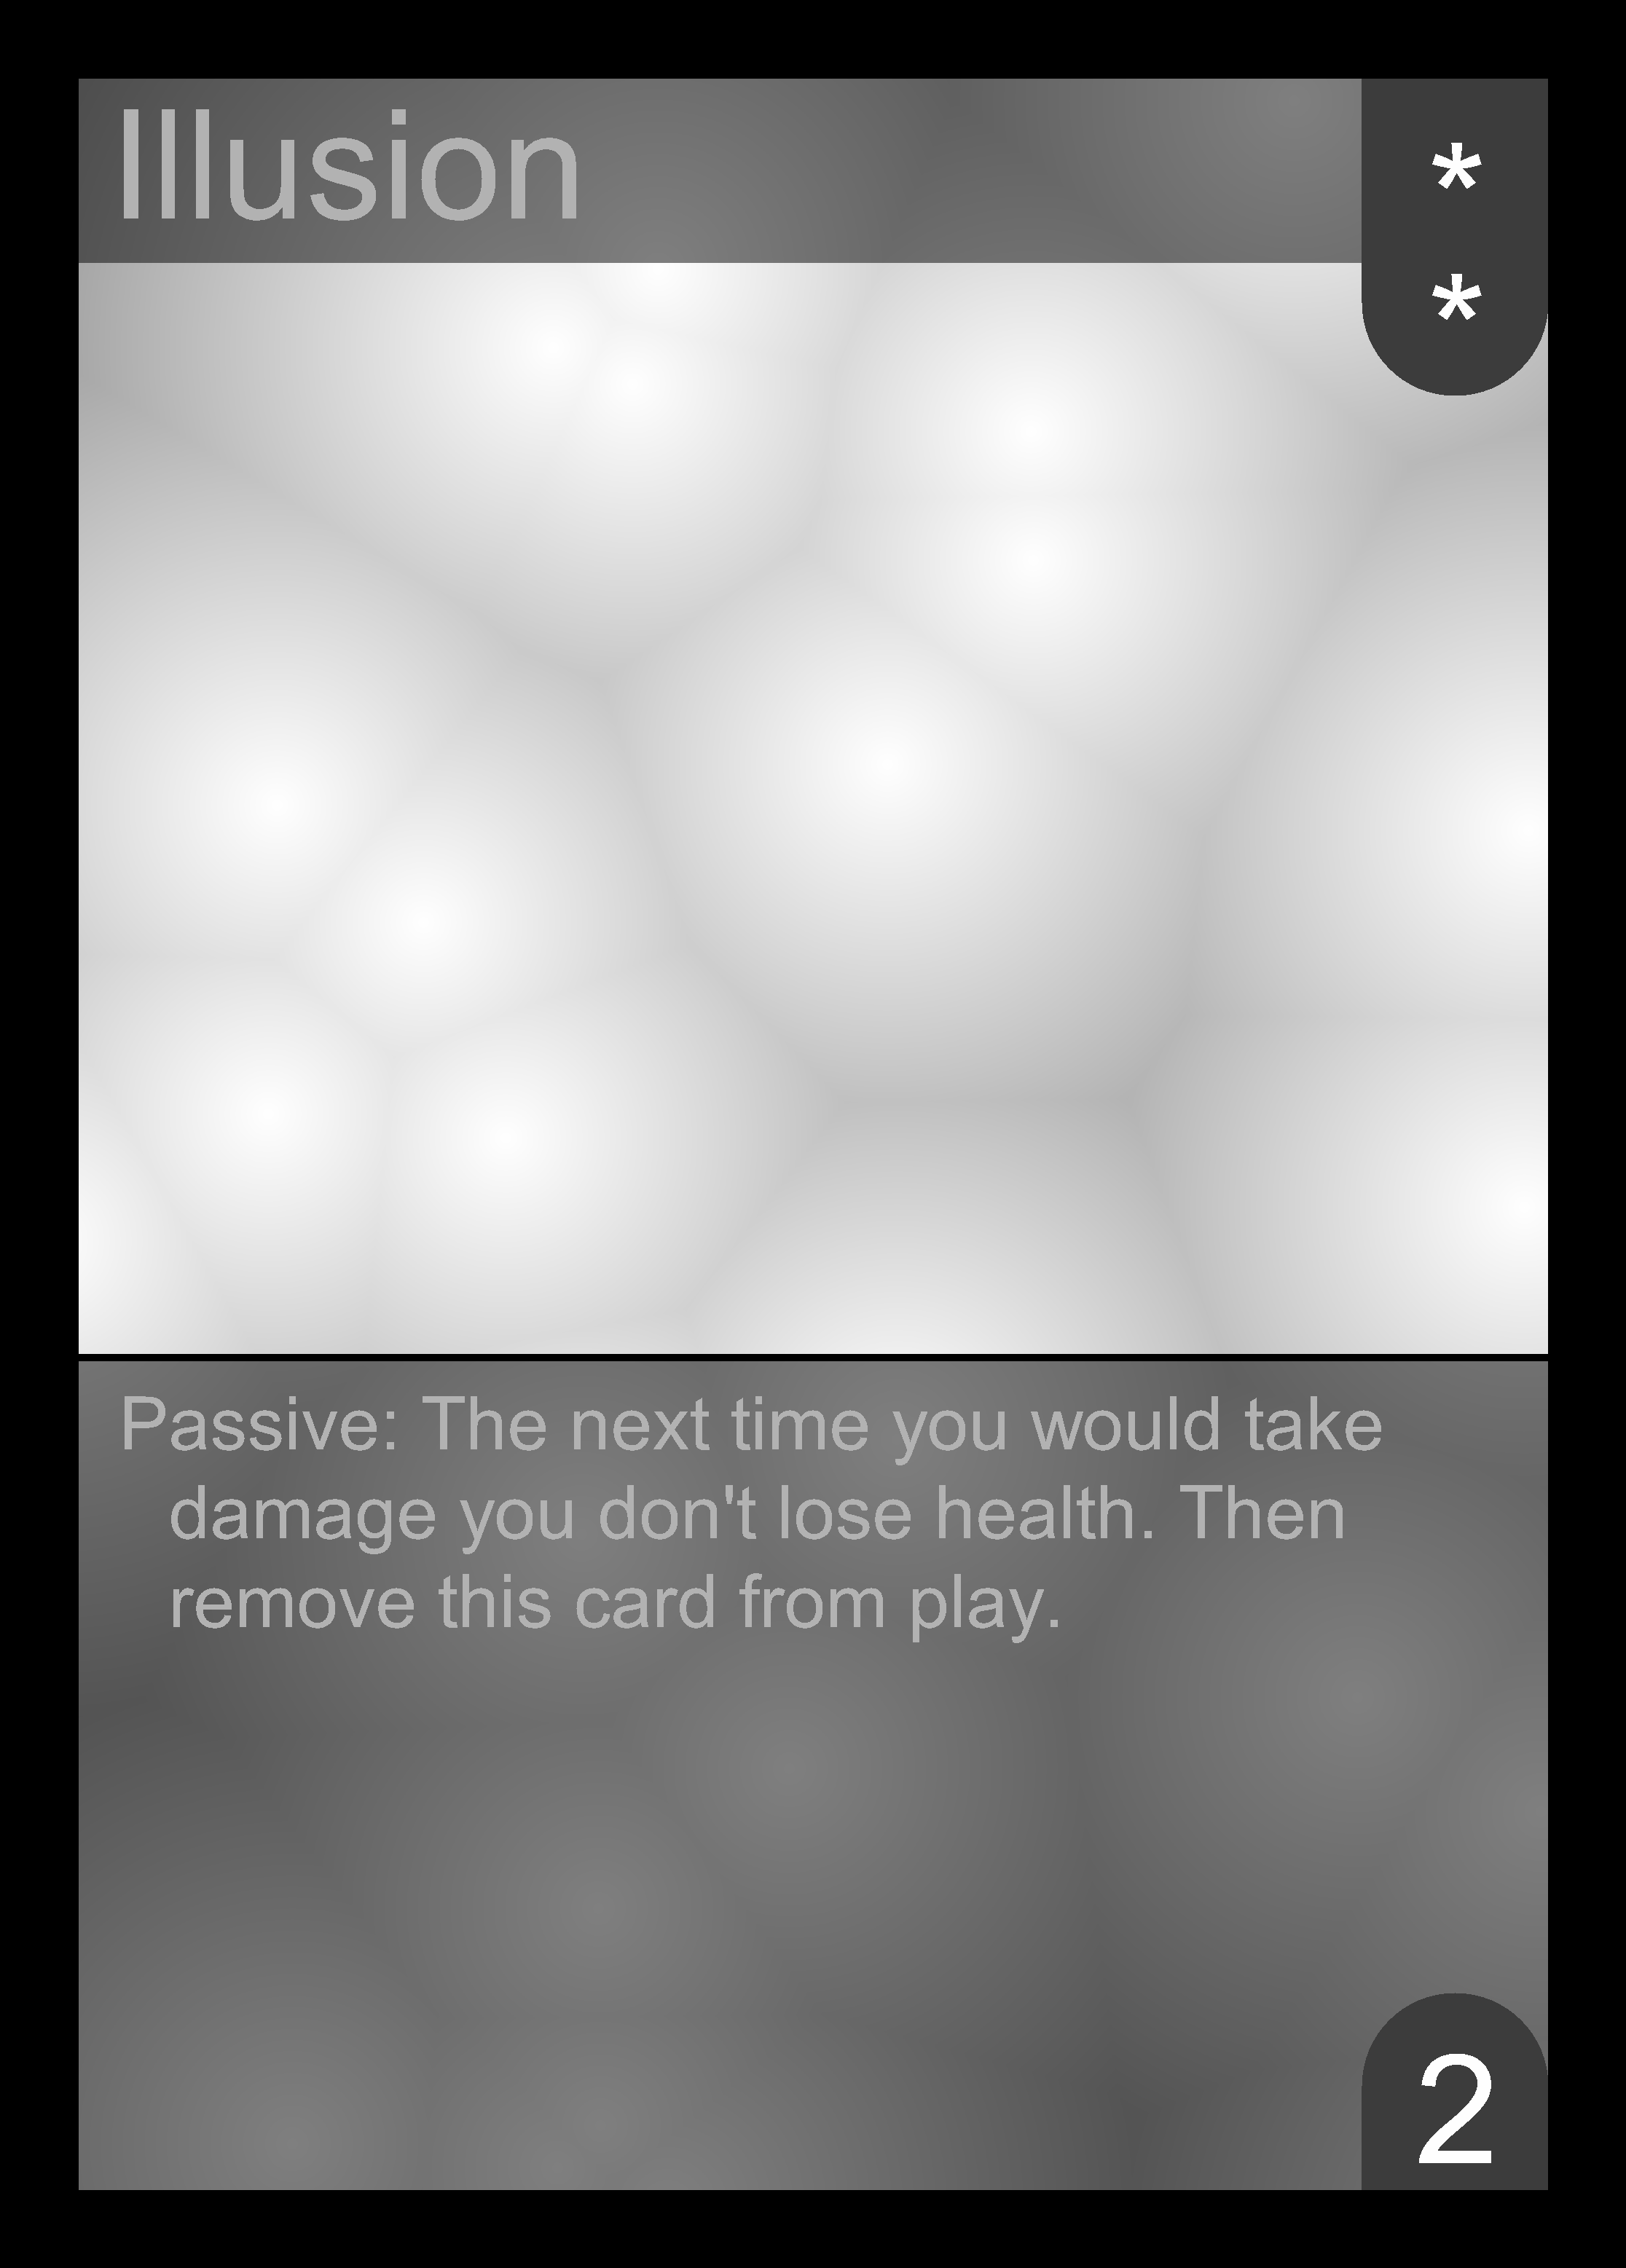 Illusion
*
*
Passive: The next time you would take
damage you don't lose health. Then
remove this card from play.
2